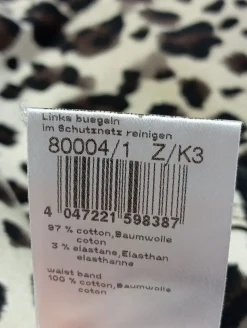 Links buegeln
im Schutznetz reinigen
80004/1 Z/K3
4 047221 598387
97 % cotton,Baumwolle
coton
3 % elastane,Elasthan
elasthanne
waist band
100 % cotton,Baumwolle
coton